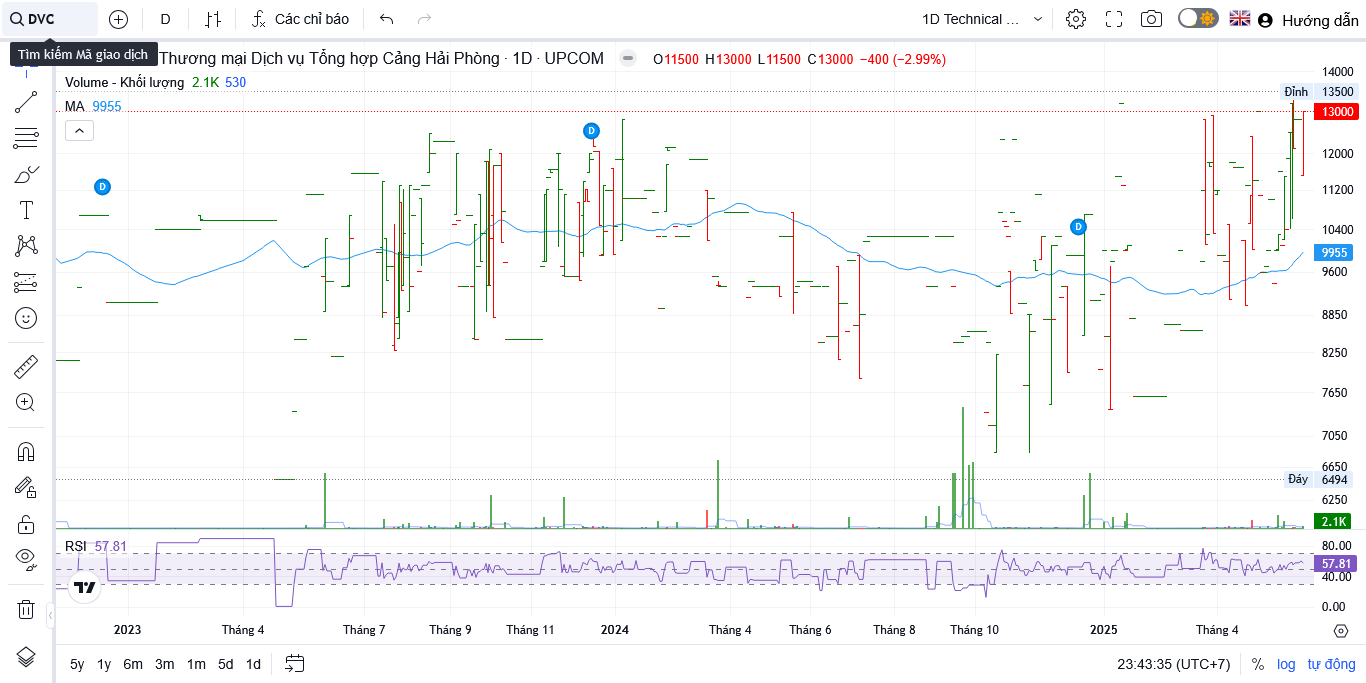 DVC D Các chỉ báo 1D Technical ... Hướng dẫn
Tìm kiếm Mã giao dịch
Thương mại Dịch vụ Tổng hợp Cảng Hải Phòng · 1D · UPCOM O11500 H13000 L11500 C13000 −400 (−2.99%)
Volume - Khối lượng 2.1K 530
MA 9955
14000
Đỉnh 13500
13000
D
12000
D
11200
D
10400
9955
9600
8850
8250
7650
7050
6650
Đáy 6494
6250
2.1K
RSI 57.81
80.00
57.81
40.00
0.00
2023 Tháng 4 Tháng 7 Tháng 9 Tháng 11 2024 Tháng 4 Tháng 6 Tháng 8 Tháng 10 2025 Tháng 4
5y 1y 6m 3m 1m 5d 1d 23:43:35 (UTC+7) % log tự động